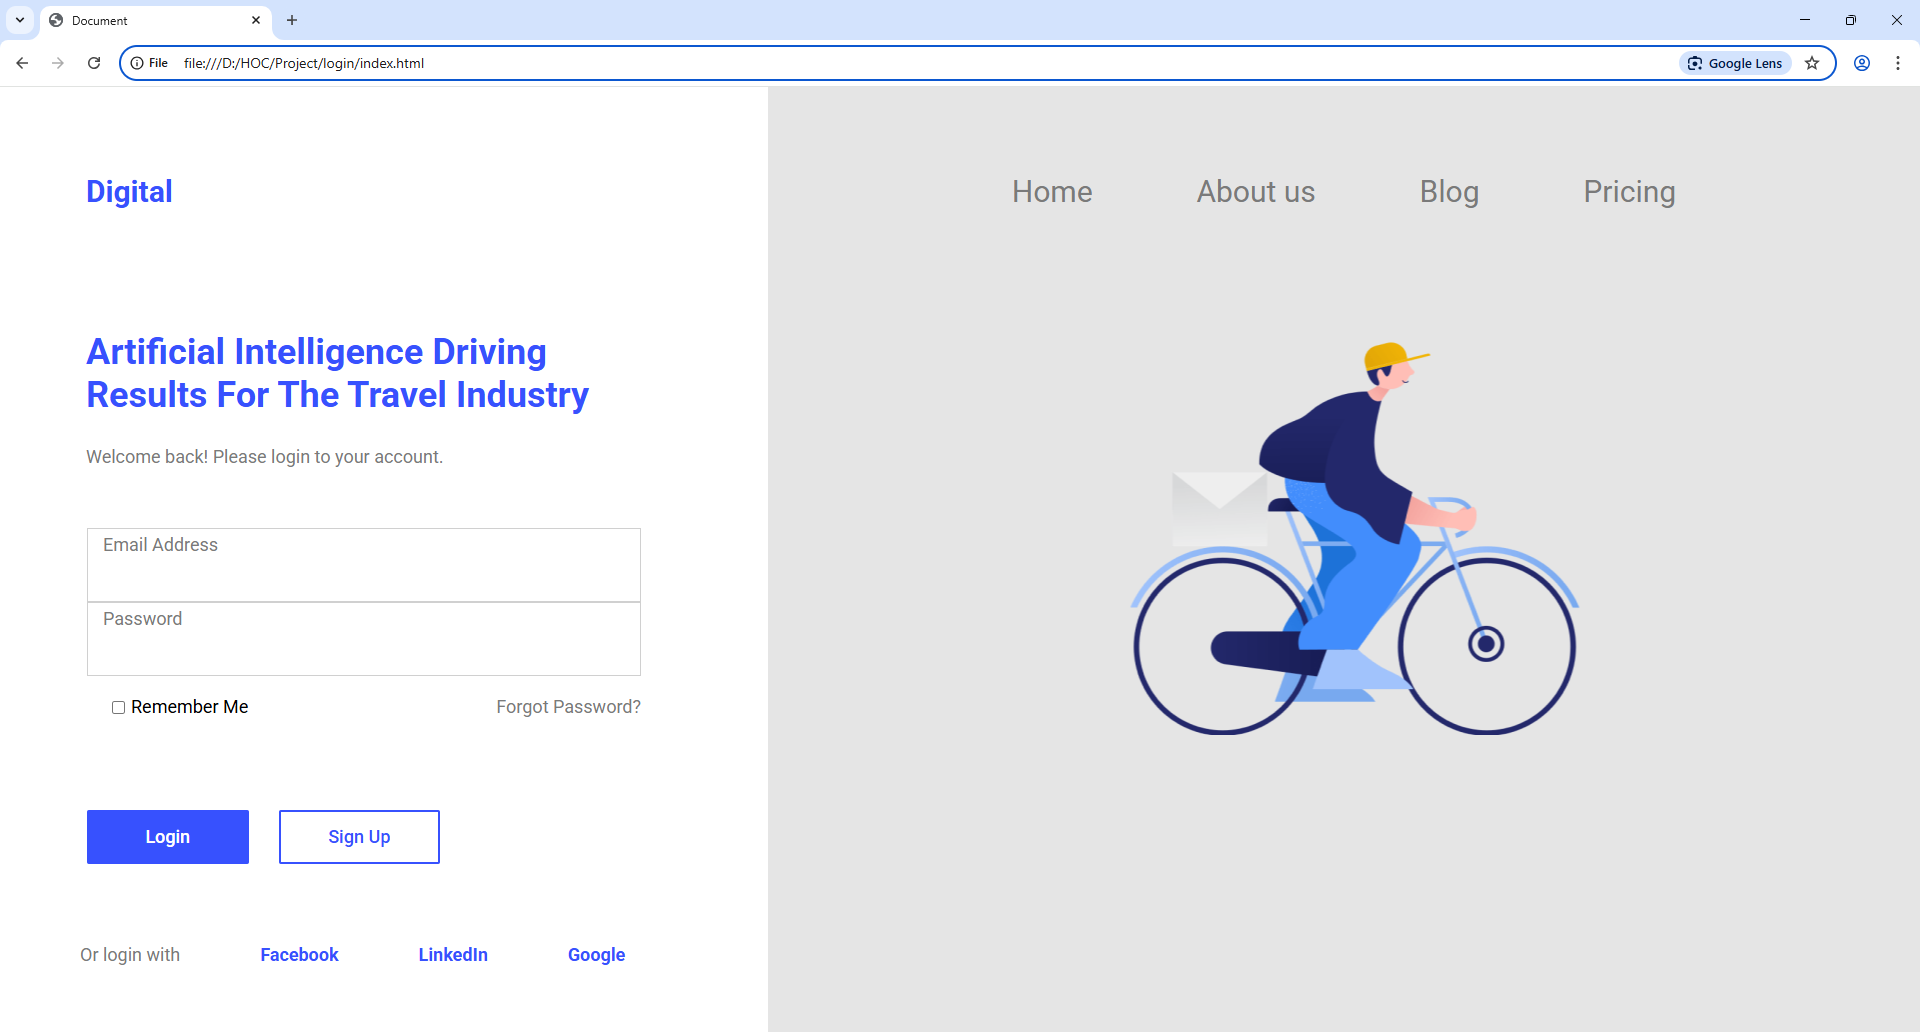 Document
File
file:///D:/HOC/Project/login/index.html
Google Lens
Digital
Home
About us
Blog
Pricing
Artificial Intelligence Driving
Results For The Travel Industry
Welcome back! Please login to your account.
Email Address
Password
Remember Me
Forgot Password?
Login
Sign Up
Or login with
Facebook
LinkedIn
Google